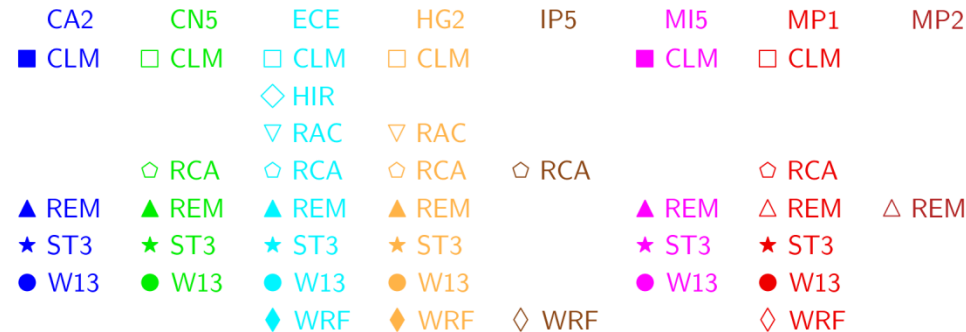 CA2 CN5 ECE HG2 IP5 MI5 MP1 MP2
CLM CLM CLM CLM CLM CLM
HIR
RAC RAC
RCA RCA RCA RCA RCA
REM REM REM REM REM REM REM
ST3 ST3 ST3 ST3 ST3 ST3
W13 W13 W13 W13 W13 W13
WRF WRF WRF WRF